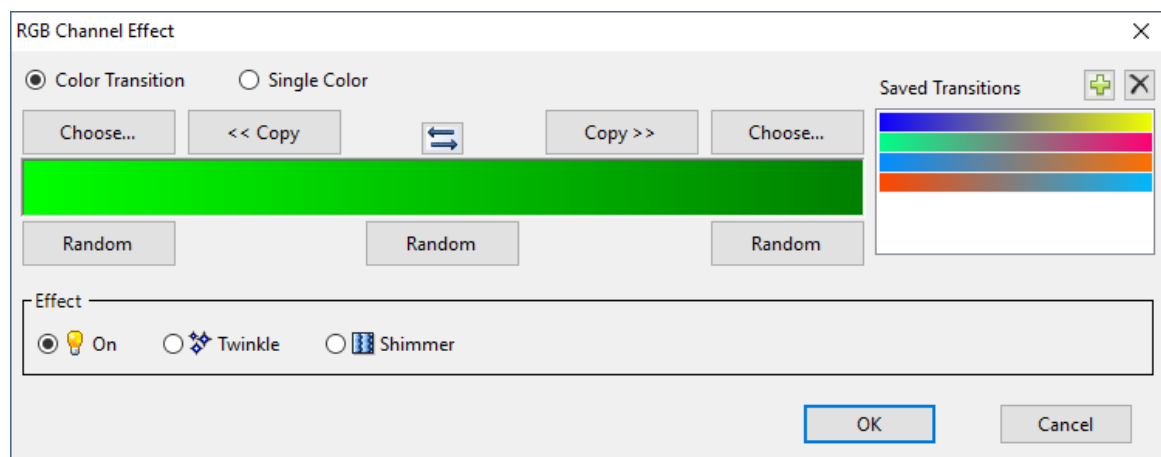 RGB Channel Effect
Color Transition Single Color
Saved Transitions
Choose... << Copy Copy >> Choose...
Random Random Random
Effect
On Twinkle Shimmer
OK Cancel